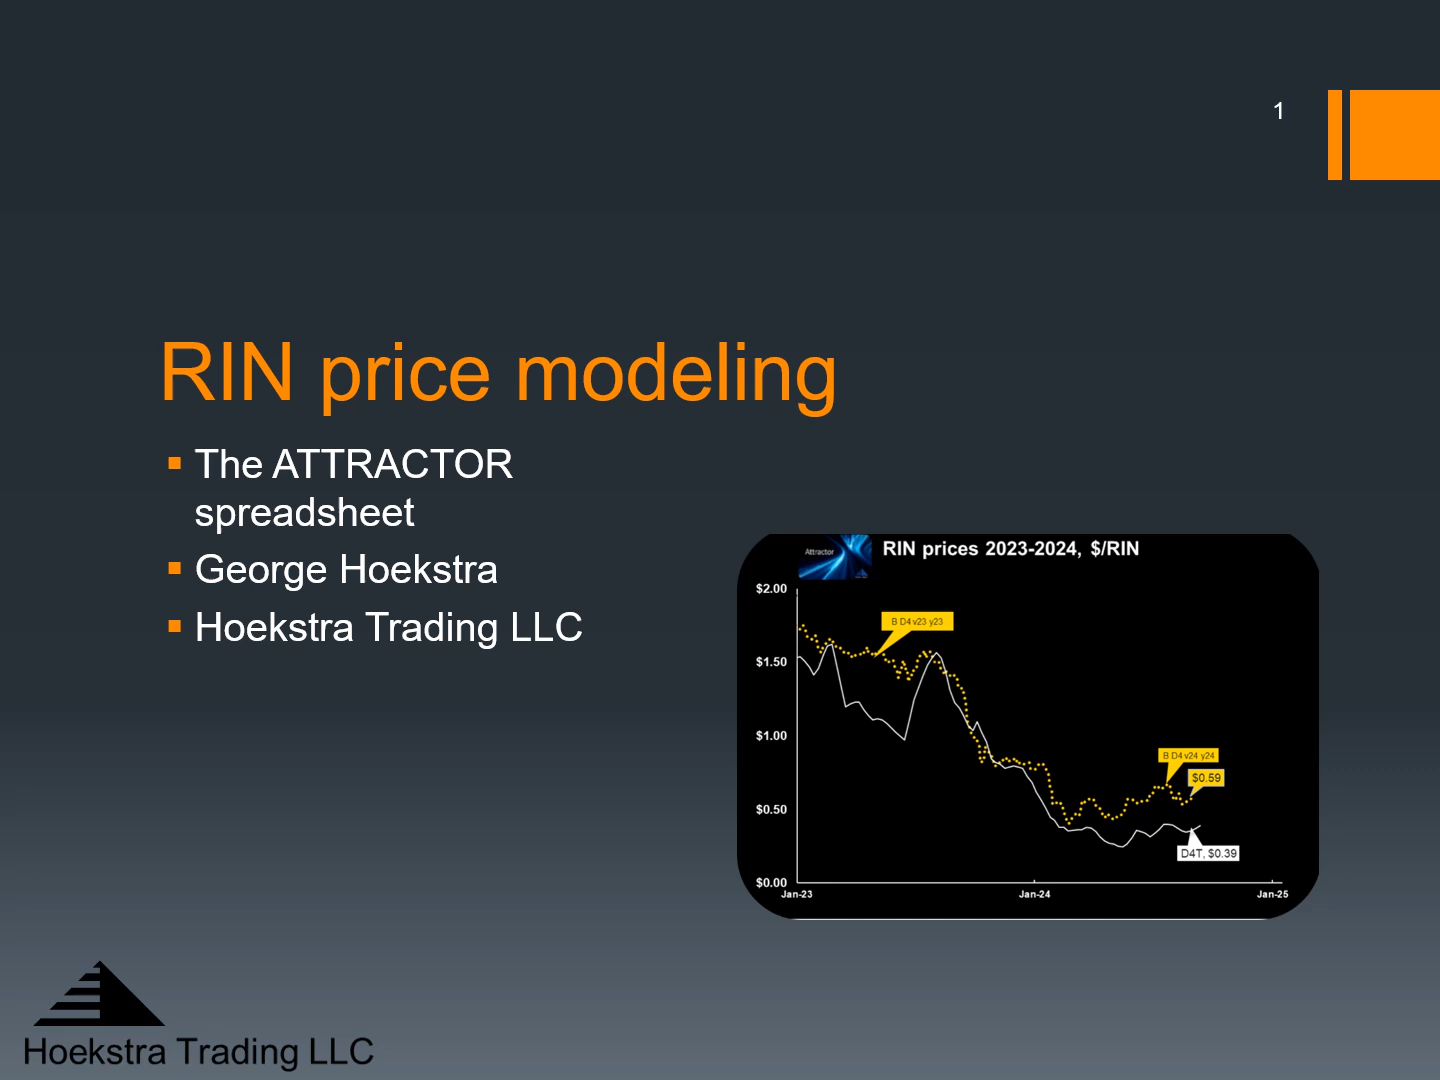 1
RIN price modeling
The ATTRACTOR
spreadsheet
George Hoekstra
Hoekstra Trading LLC
Attractor
RIN prices 2023-2024, $/RIN
$2.00
B D4 v23 y23
$1.50
$1.00
B D4 v24 y24
$0.59
$0.50
D4T, $0.39
$0.00
Jan-23
Jan-24
Jan-25
Hoekstra Trading LLC